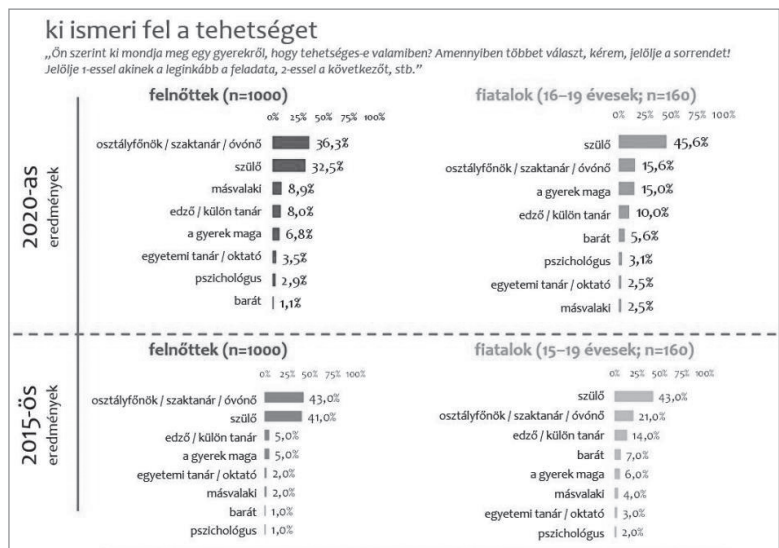 ki ismeri fel a tehetséget
„Ön szerint ki mondja meg egy gyerekről, hogy tehetséges-e valamiben? Amennyiben többet választ, kérem, jelölje a sorrendet!
Jelölje 1-essel akinek a leginkább a feladata, 2-essel a következőt, stb.”
2020-as
eredmények
felnőttek (n=1000)
0% 25% 50% 75% 100%
osztályfőnök / szaktanár / óvónő 36,3%
szülő 32,5%
másvalaki 8,9%
edző / külön tanár 8,0%
a gyerek maga 6,8%
egyetemi tanár / oktató 3,5%
pszichológus 2,9%
barát 1,1%
fiatalok (16–19 évesek; n=160)
0% 25% 50% 75% 100%
szülő 45,6%
osztályfőnök / szaktanár / óvónő 15,6%
a gyerek maga 15,0%
edző / külön tanár 10,0%
barát 5,6%
pszichológus 3,1%
egyetemi tanár / oktató 2,5%
másvalaki 2,5%
2015-ös
eredmények
felnőttek (n=1000)
0% 25% 50% 75% 100%
osztályfőnök / szaktanár / óvónő 43,0%
szülő 41,0%
edző / külön tanár 5,0%
a gyerek maga 5,0%
egyetemi tanár / oktató 2,0%
másvalaki 2,0%
barát 1,0%
pszichológus 1,0%
fiatalok (15–19 évesek; n=160)
0% 25% 50% 75% 100%
szülő 43,0%
osztályfőnök / szaktanár / óvónő 21,0%
edző / külön tanár 14,0%
barát 7,0%
a gyerek maga 6,0%
másvalaki 4,0%
egyetemi tanár / oktató 3,0%
pszichológus 2,0%